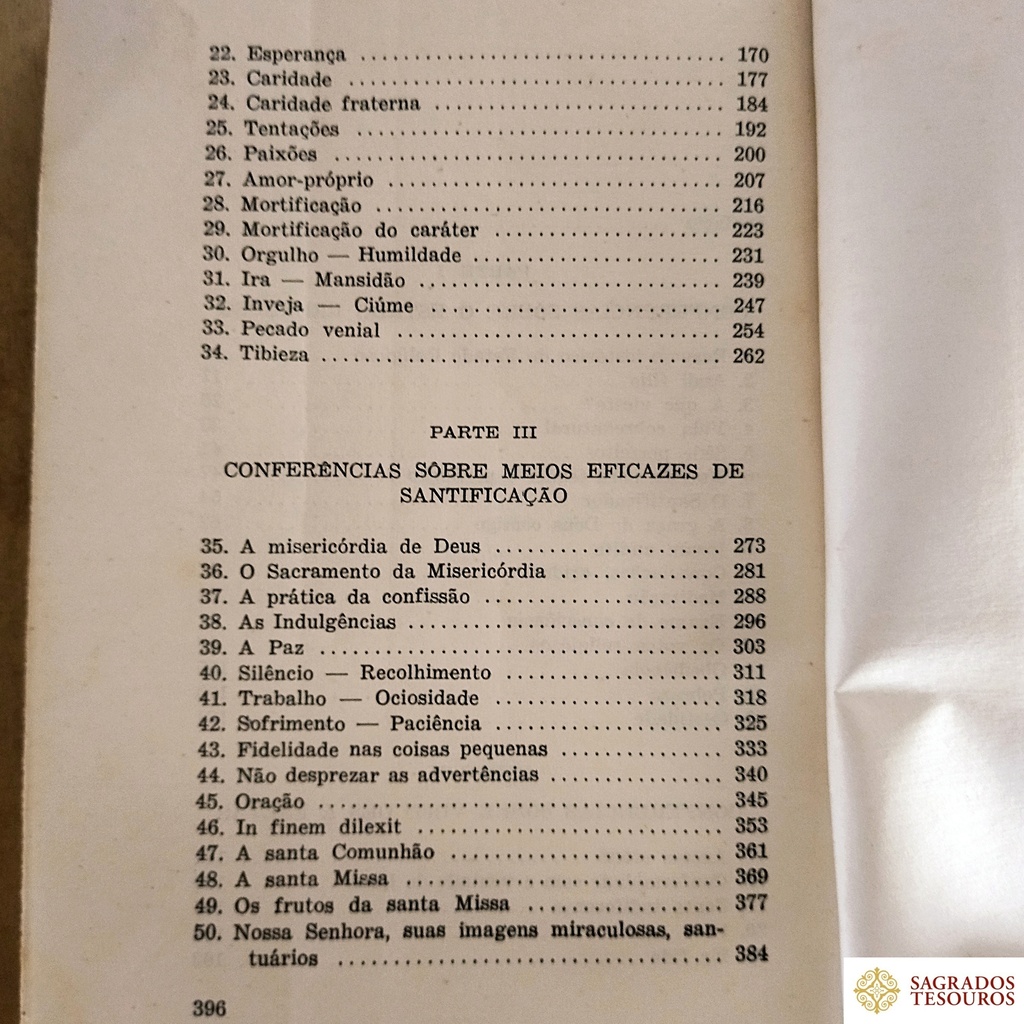 22. Esperança ........................................ 170
23. Caridade ........................................ 177
24. Caridade fraterna ............................... 184
25. Tentações ....................................... 192
26. Paixões ......................................... 200
27. Amor-próprio .................................... 207
28. Mortificação .................................... 216
29. Mortificação do caráter ......................... 223
30. Orgulho — Humildade ............................. 231
31. Ira — Mansidão .................................. 239
32. Inveja — Ciúme .................................. 247
33. Pecado venial ................................... 254
34. Tibieza ......................................... 262
PARTE III
CONFERÊNCIAS SÔBRE MEIOS EFICAZES DE
SANTIFICAÇÃO
35. A misericórdia de Deus .......................... 273
36. O Sacramento da Misericórdia .................... 281
37. A prática da confissão .......................... 288
38. As Indulgências ................................. 296
39. A Paz ........................................... 303
40. Silêncio — Recolhimento ......................... 311
41. Trabalho — Ociosidade ........................... 318
42. Sofrimento — Paciência .......................... 325
43. Fidelidade nas coisas pequenas .................. 333
44. Não desprezar as advertências ................... 340
45. Oração .......................................... 345
46. In finem dilexit ................................ 353
47. A santa Comunhão ................................ 361
48. A santa Missa ................................... 369
49. Os frutos da santa Missa ........................ 377
50. Nossa Senhora, suas imagens miraculosas, san-
tuários ............................................. 384
396
SAGRADOS
TESOUROS